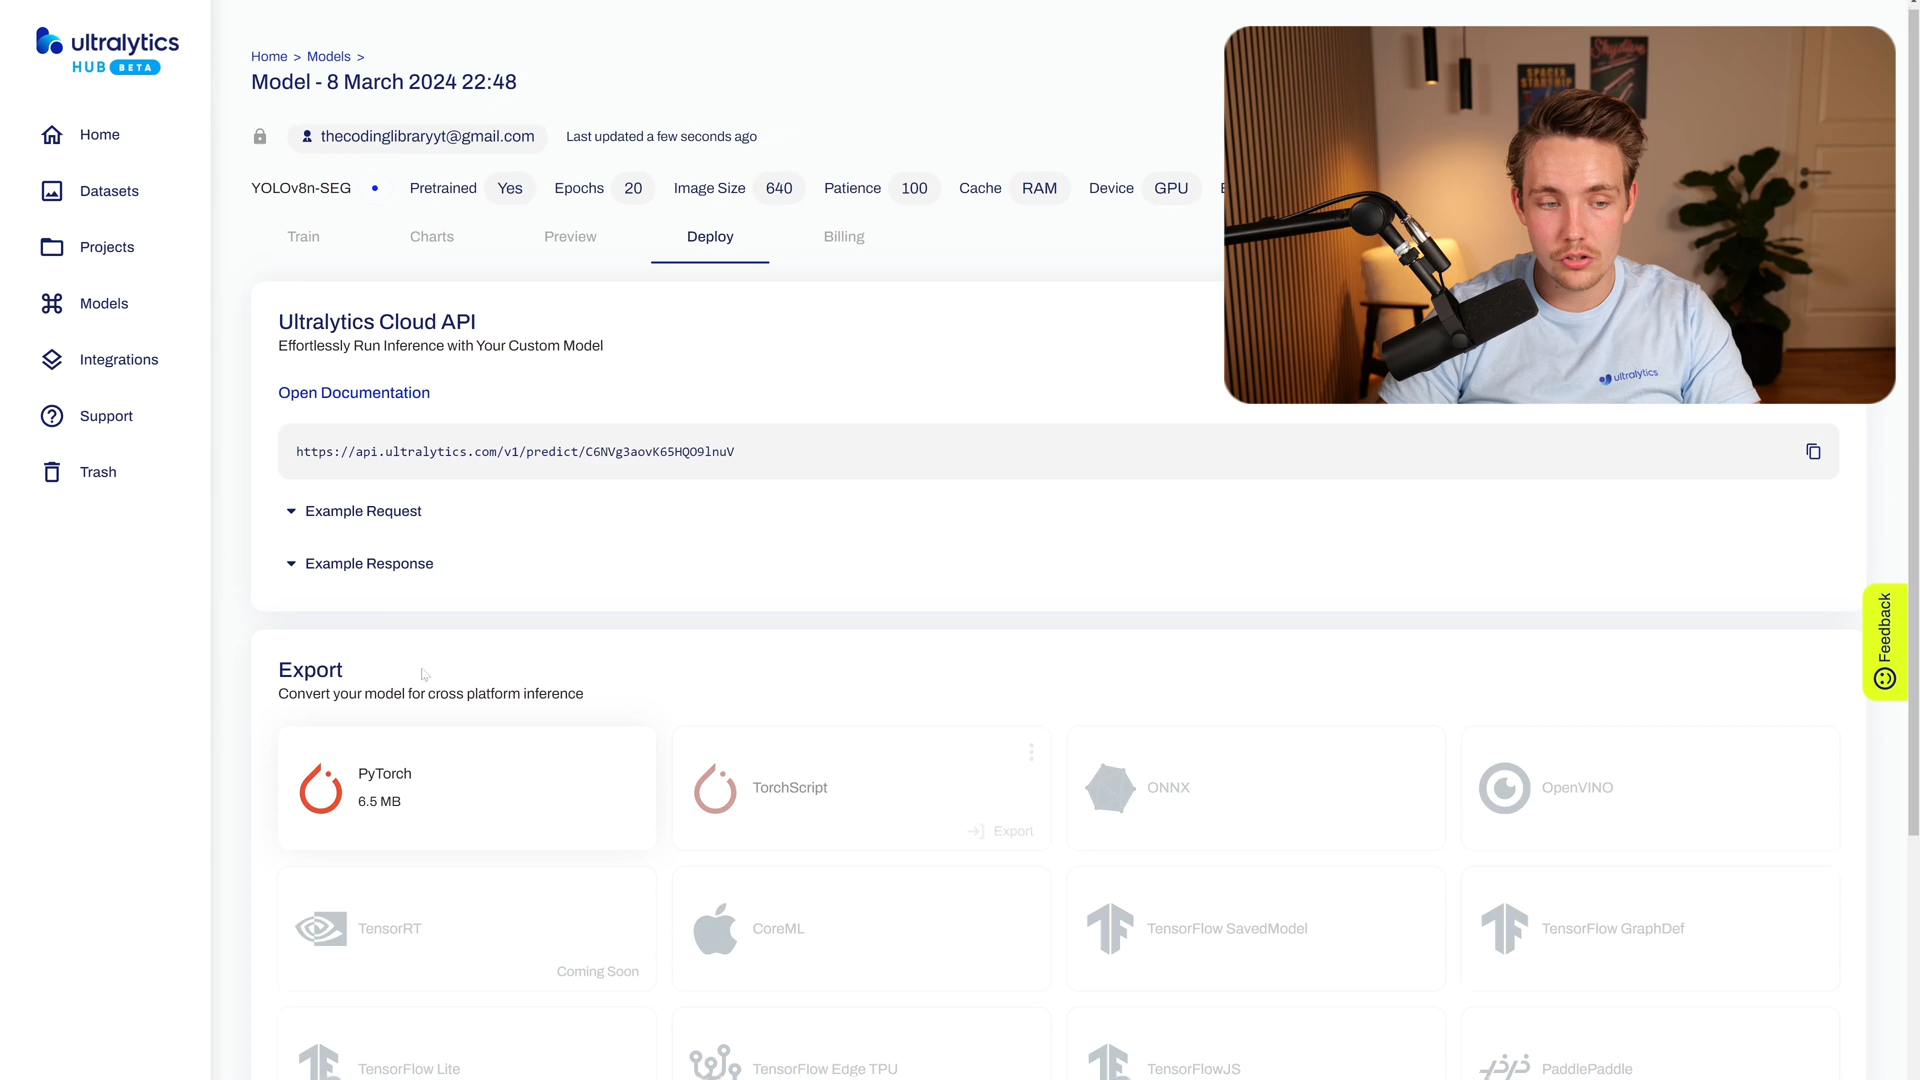 ultralytics
HUB BETA
Home
Datasets
Projects
Models
Integrations
Support
Trash
Home > Models >
Model - 8 March 2024 22:48
thecodinglibraryyt@gmail.com
Last updated a few seconds ago
YOLOv8n-SEG • Pretrained Yes Epochs 20 Image Size 640 Patience 100 Cache RAM Device GPU
Train Charts Preview Deploy Billing
Ultralytics Cloud API
Effortlessly Run Inference with Your Custom Model
Open Documentation
https://api.ultralytics.com/v1/predict/C6NVg3aovK65HQO9lnuV
Example Request
Example Response
Export
Convert your model for cross platform inference
PyTorch
6.5 MB
TorchScript
Export
ONNX
OpenVINO
TensorRT
Coming Soon
CoreML
TensorFlow SavedModel
TensorFlow GraphDef
TensorFlow Lite
TensorFlow Edge TPU
TensorFlowJS
PaddlePaddle
Feedback
SPACEX
STARSHIP
Skydive
ultralytics